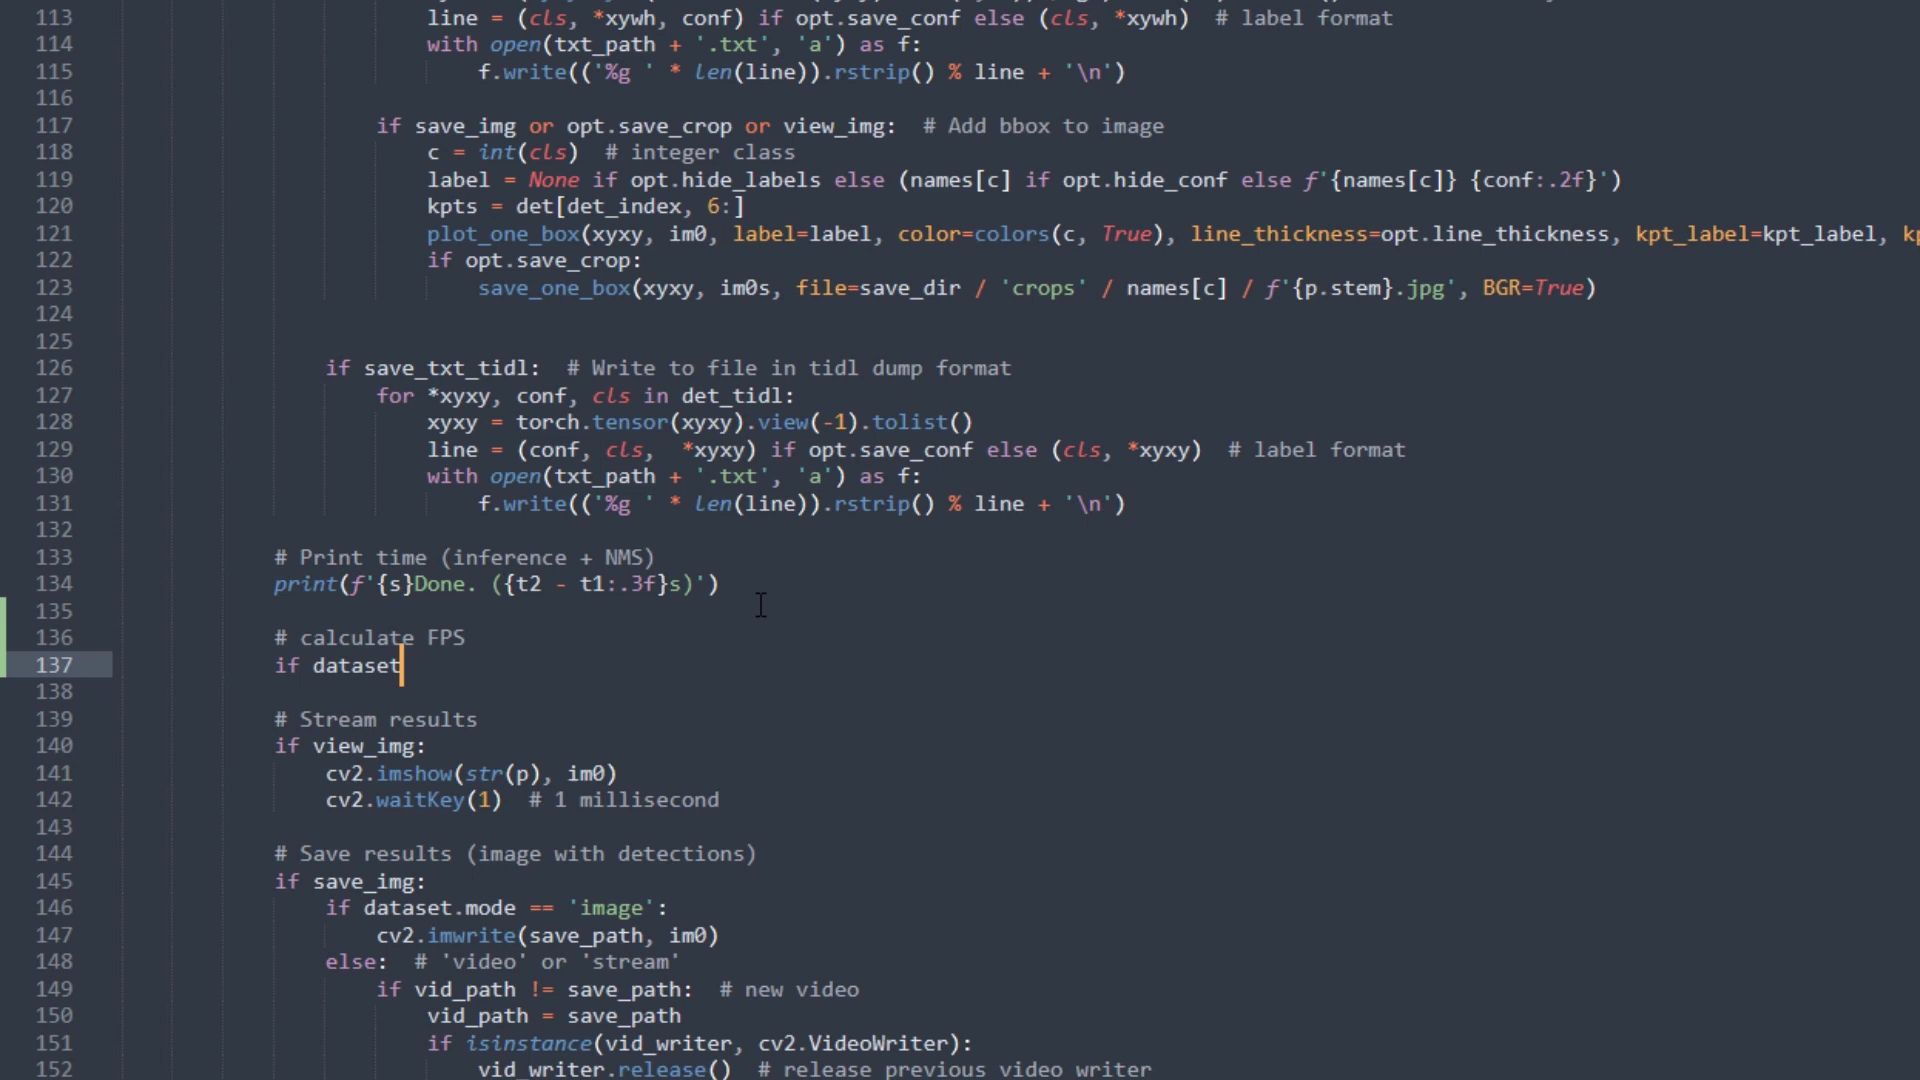 113 line = (cls, *xywh, conf) if opt.save_conf else (cls, *xywh)  # label format
114 with open(txt_path + '.txt', 'a') as f:
115 f.write(('%g ' * len(line)).rstrip() % line + '\n')
116
117 if save_img or opt.save_crop or view_img:  # Add bbox to image
118 c = int(cls)  # integer class
119 label = None if opt.hide_labels else (names[c] if opt.hide_conf else f'{names[c]} {conf:.2f}')
120 kpts = det[det_index, 6:]
121 plot_one_box(xyxy, im0, label=label, color=colors(c, True), line_thickness=opt.line_thickness, kpt_label=kpt_label, kp
122 if opt.save_crop:
123 save_one_box(xyxy, im0s, file=save_dir / 'crops' / names[c] / f'{p.stem}.jpg', BGR=True)
124
125
126 if save_txt_tidl:  # Write to file in tidl dump format
127 for *xyxy, conf, cls in det_tidl:
128 xyxy = torch.tensor(xyxy).view(-1).tolist()
129 line = (conf, cls,  *xyxy) if opt.save_conf else (cls, *xyxy)  # label format
130 with open(txt_path + '.txt', 'a') as f:
131 f.write(('%g ' * len(line)).rstrip() % line + '\n')
132
133 # Print time (inference + NMS)
134 print(f'{s}Done. ({t2 - t1:.3f}s)')
135
136 # calculate FPS
137 if dataset
138
139 # Stream results
140 if view_img:
141 cv2.imshow(str(p), im0)
142 cv2.waitKey(1)  # 1 millisecond
143
144 # Save results (image with detections)
145 if save_img:
146 if dataset.mode == 'image':
147 cv2.imwrite(save_path, im0)
148 else:  # 'video' or 'stream'
149 if vid_path != save_path:  # new video
150 vid_path = save_path
151 if isinstance(vid_writer, cv2.VideoWriter):
152 vid_writer.release()  # release previous video writer